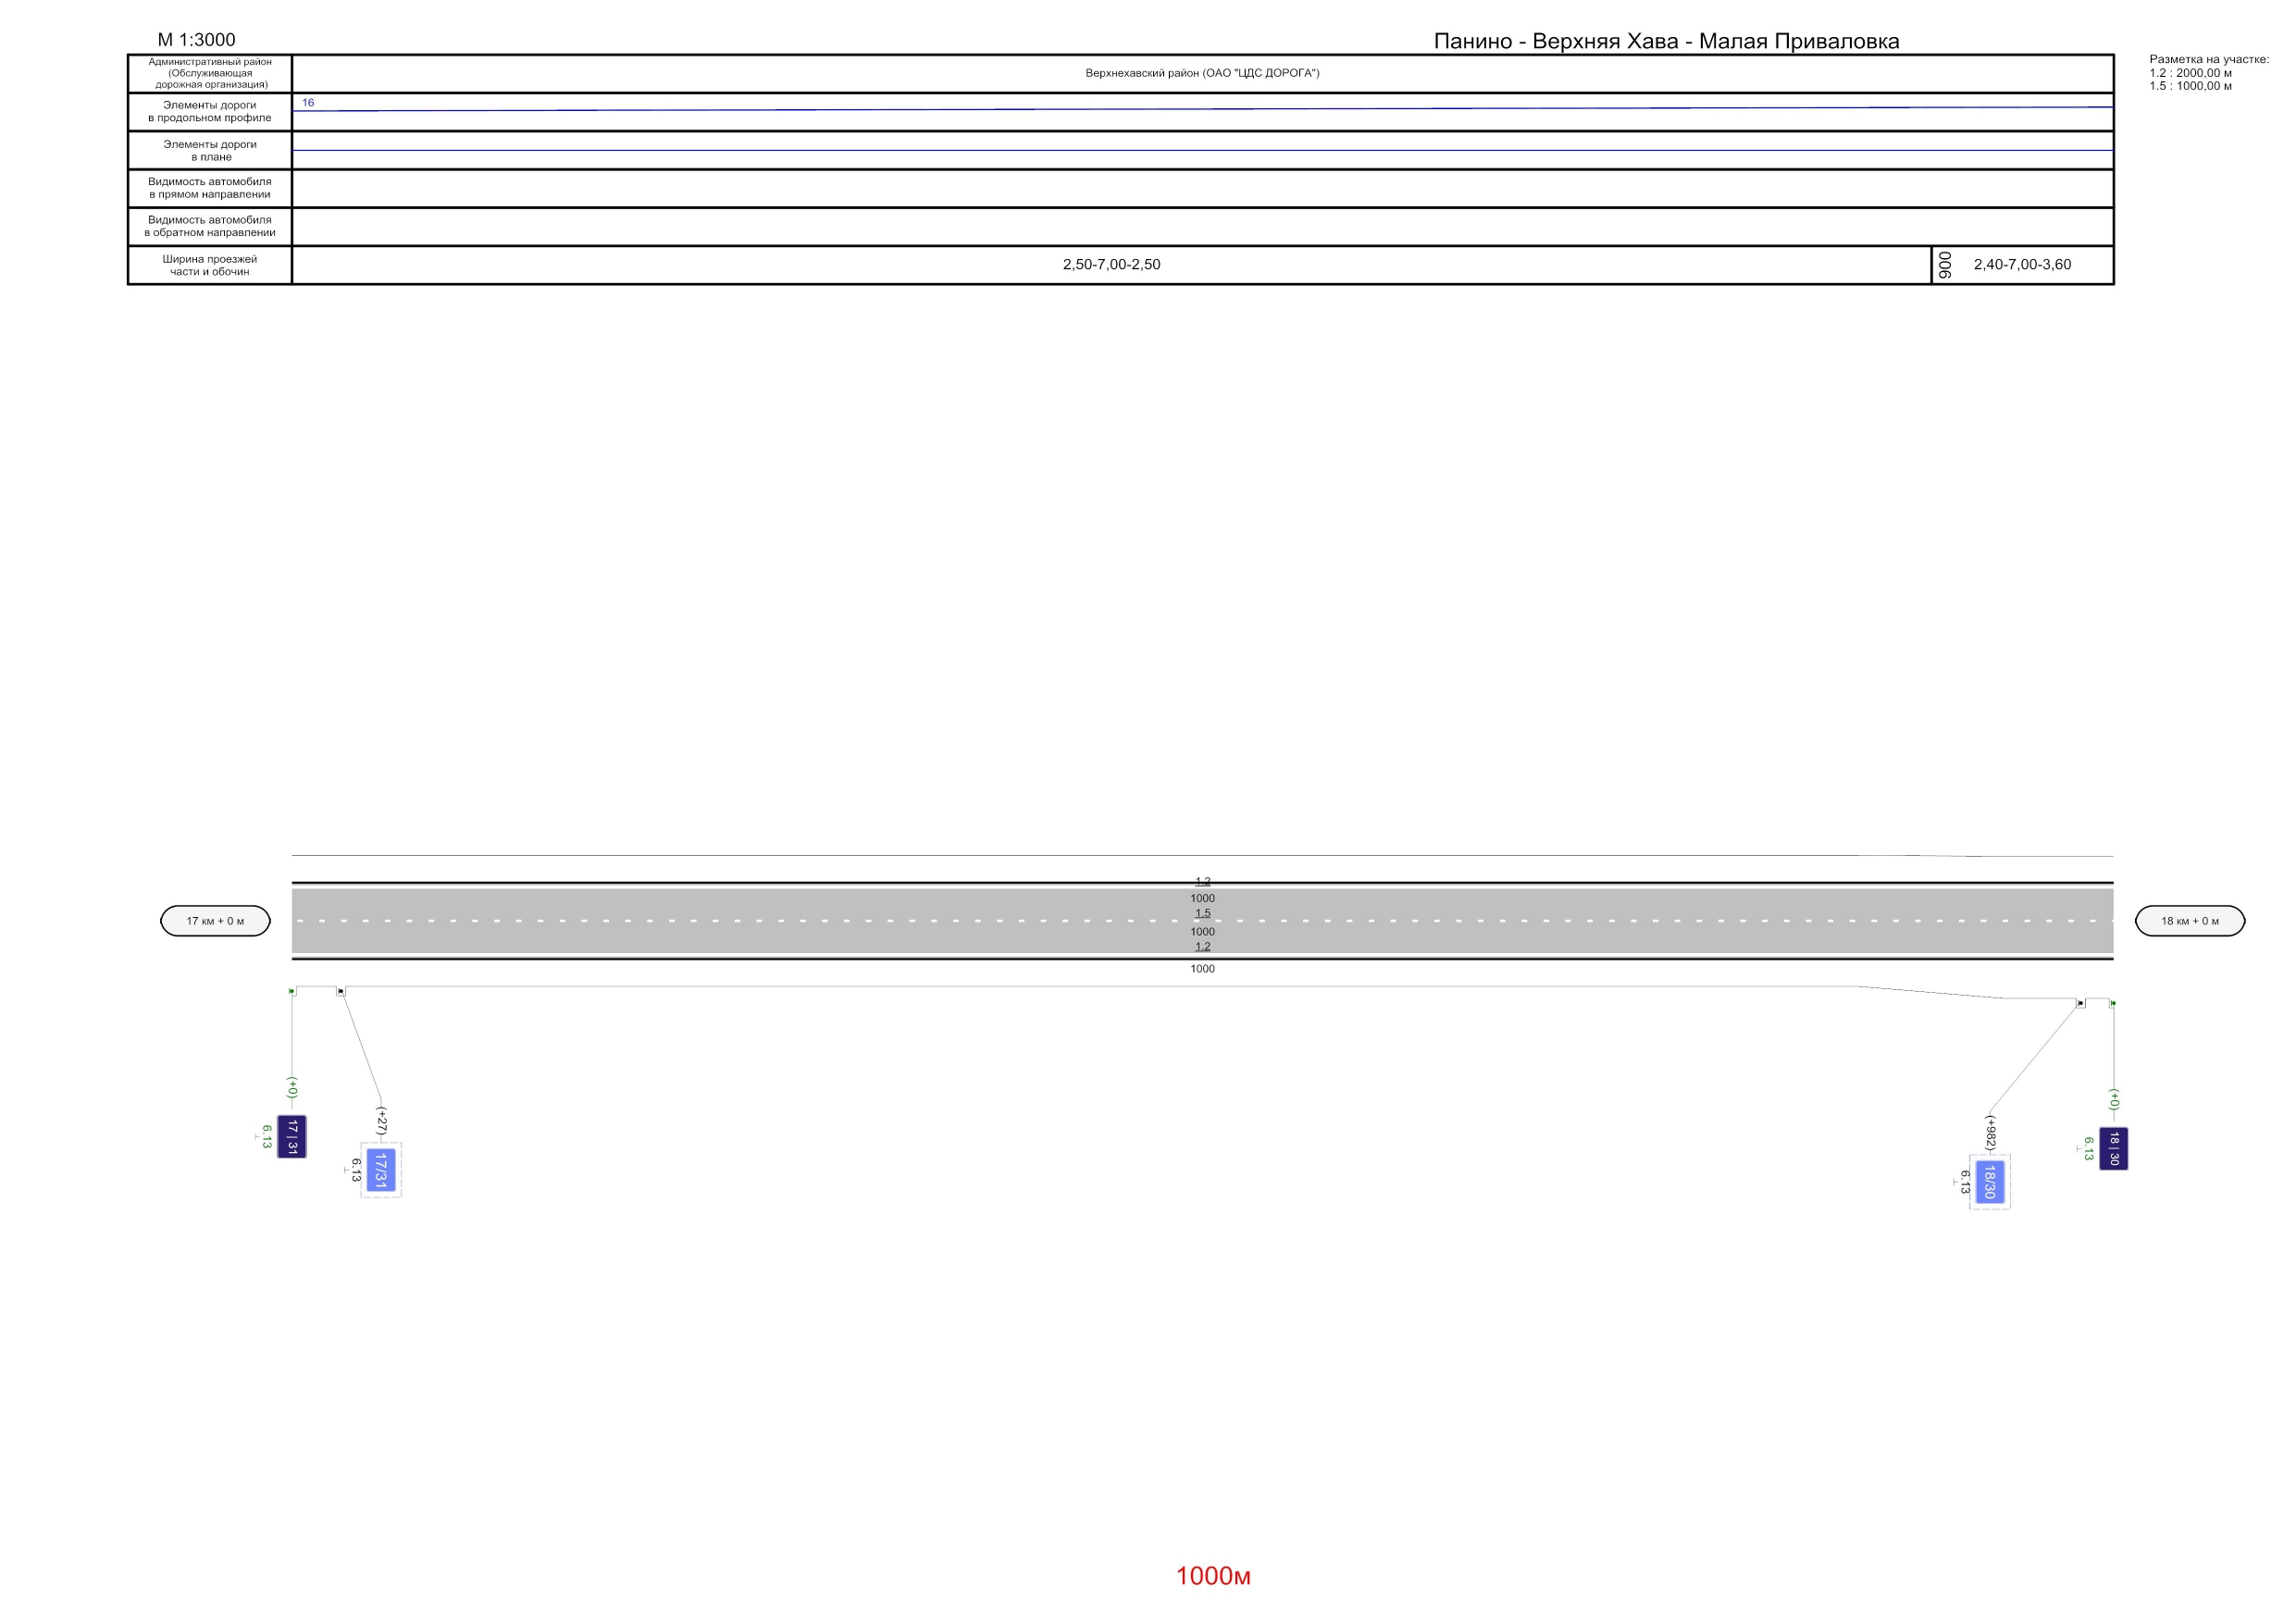 М 1:3000
Панино - Верхняя Хава - Малая Приваловка
Административный район
(Обслуживающая
дорожная организация)
Верхнехавский район (ОАО "ЦДС ДОРОГА")
Разметка на участке:
1.2 : 2000,00 м
1.5 : 1000,00 м
Элементы дороги
в продольном профиле
16
Элементы дороги
в плане
Видимость автомобиля
в прямом направлении
Видимость автомобиля
в обратном направлении
Ширина проезжей
части и обочин
2,50-7,00-2,50
900
2,40-7,00-3,60
1.2
1000
1.5
1000
1.2
1000
17 км + 0 м
18 км + 0 м
(+0)
17 | 31
6.13
(+27)
17/31
6.13
(+982)
18/30
6.13
(+0)
18 | 30
6.13
1000м